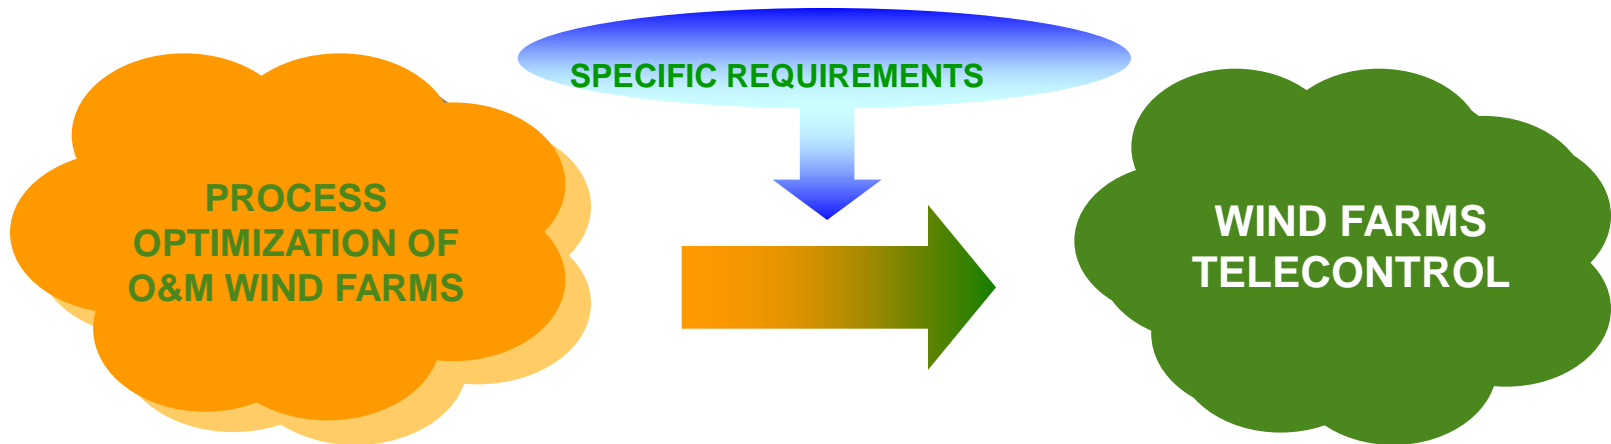 SPECIFIC REQUIREMENTS
PROCESS
OPTIMIZATION OF
O&M WIND FARMS
WIND FARMS
TELECONTROL